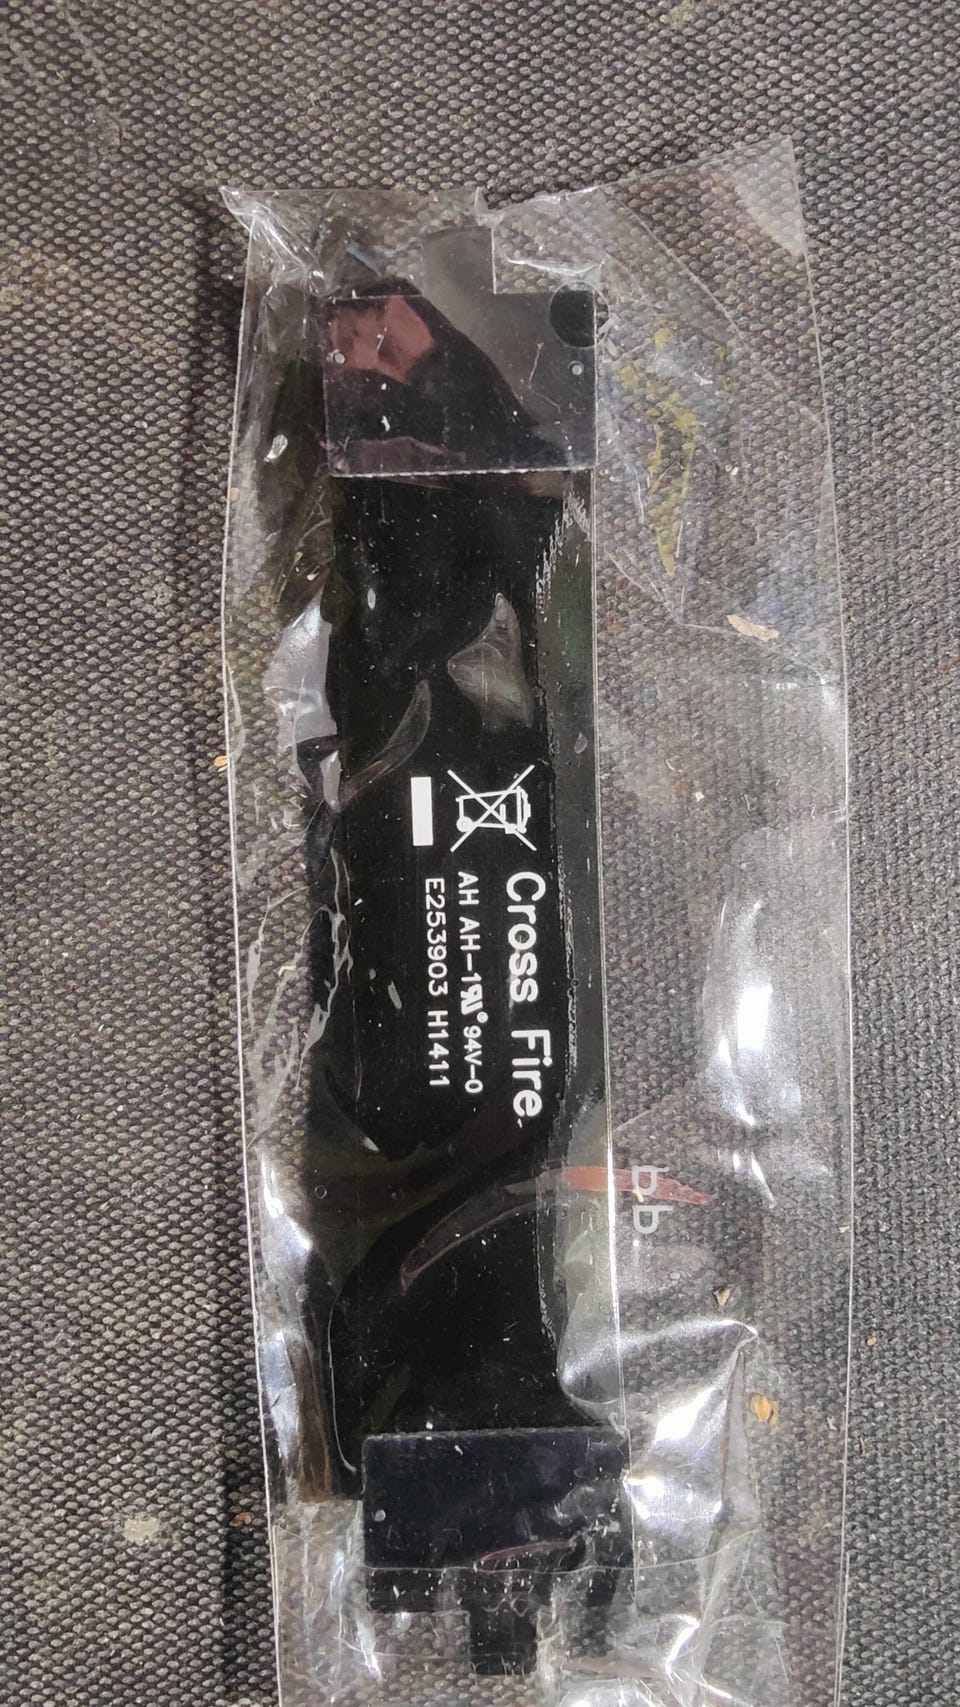 Cross Fire
AH AH-1 94V-0
E253903 H1411